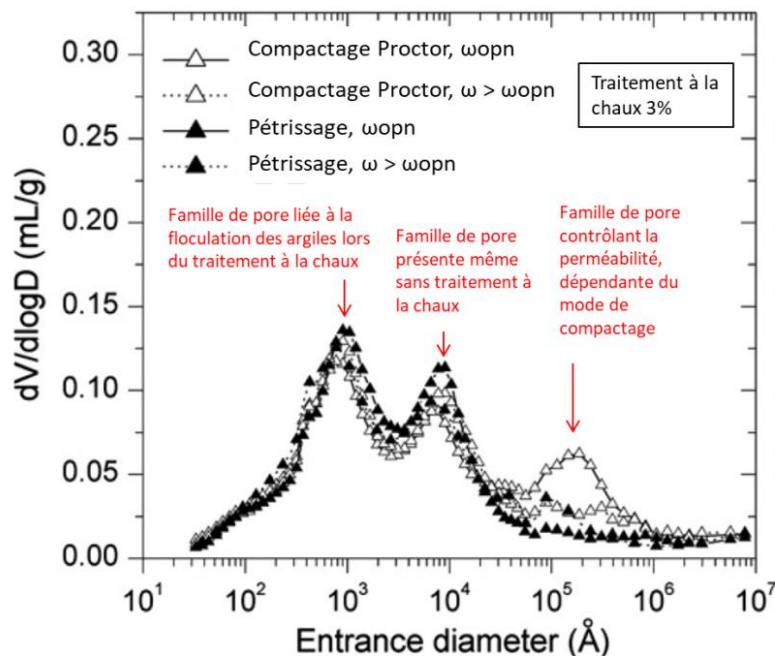 0.30
0.25
0.20
0.15
0.10
0.05
0.00
dV/dlogD (mL/g)
Compactage Proctor, ωopn
Compactage Proctor, ω > ωopn
Pétrissage, ωopn
Pétrissage, ω > ωopn
Traitement à la
chaux 3%
Famille de pore liée à la
floculation des argiles lors
du traitement à la chaux
Famille de pore
présente même
sans traitement à
la chaux
Famille de pore
contrôlant la
perméabilité,
dépendante du
mode de
compactage
10¹ 10² 10³ 10⁴ 10⁵ 10⁶ 10⁷
Entrance diameter (Å)